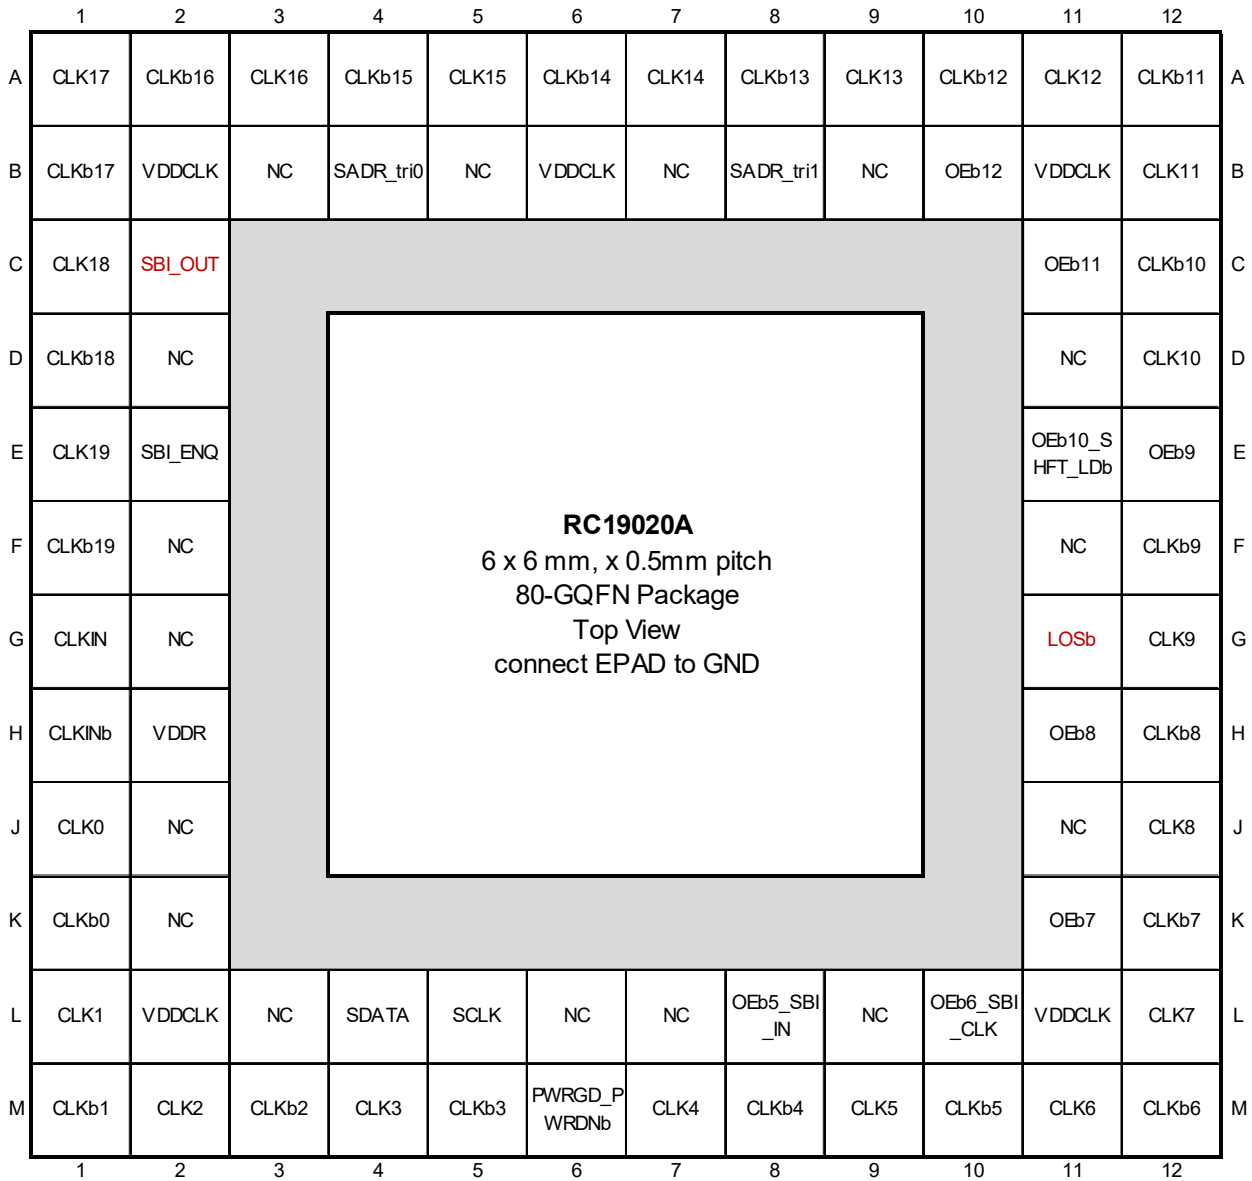 1 2 3 4 5 6 7 8 9 10 11 12
A CLK17 CLKb16 CLK16 CLKb15 CLK15 CLKb14 CLK14 CLKb13 CLK13 CLKb12 CLK12 CLKb11 A
B CLKb17 VDDCLK NC SADR_tri0 NC VDDCLK NC SADR_tri1 NC OEb12 VDDCLK CLK11 B
C CLK18 SBI_OUT OEb11 CLKb10 C
D CLKb18 NC NC CLK10 D
E CLK19 SBI_ENQ OEb10_S
HFT_LDb OEb9 E
F CLKb19 NC NC CLKb9 F
RC19020A
6 x 6 mm, x 0.5mm pitch
80-GQFN Package
Top View
connect EPAD to GND
G CLKIN NC LOSb CLK9 G
H CLKINb VDDR OEb8 CLKb8 H
J CLK0 NC NC CLK8 J
K CLKb0 NC OEb7 CLKb7 K
L CLK1 VDDCLK NC SDATA SCLK NC NC OEb5_SBI
_IN NC OEb6_SBI
_CLK VDDCLK CLK7 L
M CLKb1 CLK2 CLKb2 CLK3 CLKb3 PWRGD_P
WRDNb CLK4 CLKb4 CLK5 CLKb5 CLK6 CLKb6 M
1 2 3 4 5 6 7 8 9 10 11 12